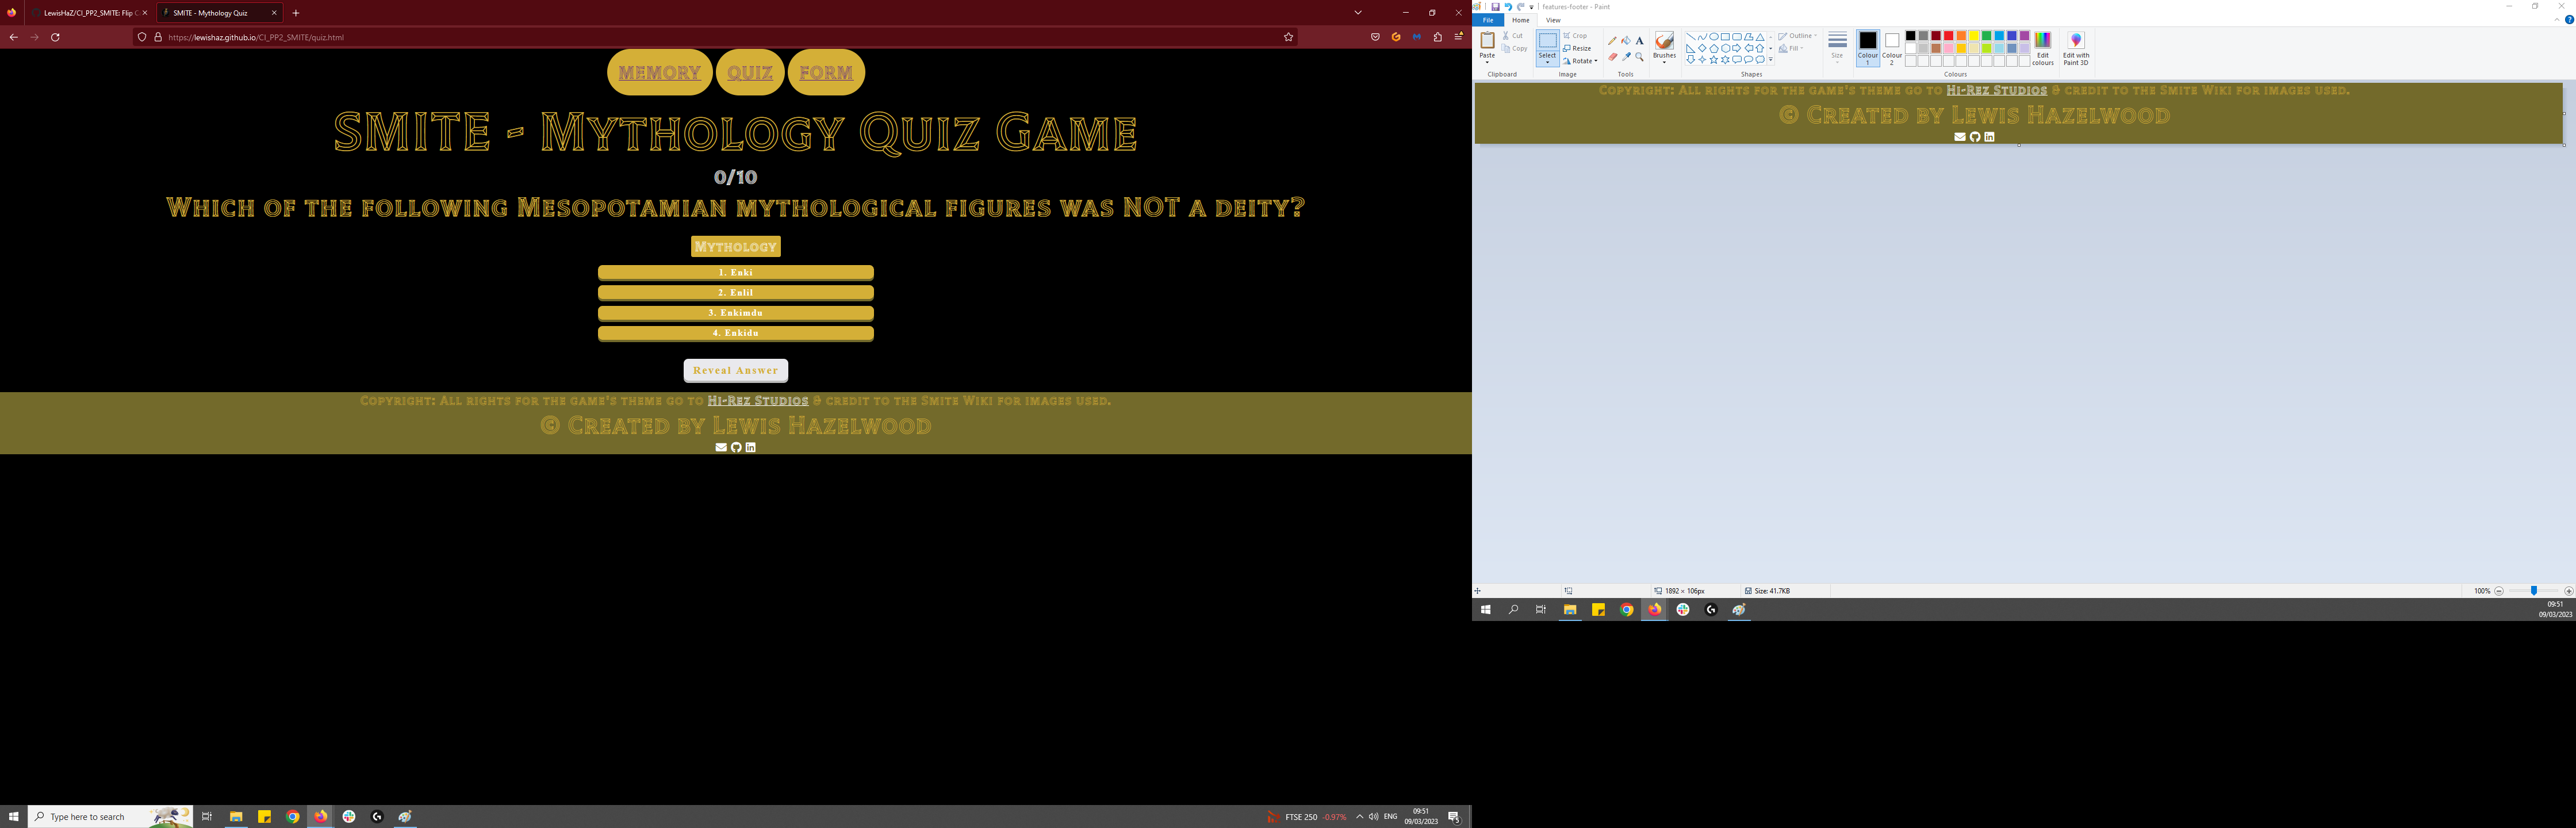 LewisHaZ/CI_PP2_SMITE: Flip C
SMITE - Mythology Quiz
https://lewishaz.github.io/CI_PP2_SMITE/quiz.html
MEMORY QUIZ FORM
SMITE - Mythology Quiz Game
0/10
Which of the following Mesopotamian mythological figures was NOT a deity?
Mythology
1. Enki
2. Enlil
3. Enkimdu
4. Enkidu
Reveal Answer
Copyright: All rights for the game's theme go to Hi-Rez Studios & credit to the Smite Wiki for images used.
© Created by Lewis Hazelwood
Type here to search
FTSE 250 -0.97%
ENG
09:51
09/03/2023
5
features-footer - Paint
File Home View
Paste
Cut
Copy
Clipboard
Select
Crop
Resize
Rotate
Image
Tools
Brushes
Outline
Fill
Shapes
Size
Colour 1
Colour 2
Edit colours
Edit with Paint 3D
Colours
Copyright: All rights for the game's theme go to Hi-Rez Studios & credit to the Smite Wiki for images used.
© Created by Lewis Hazelwood
1892 × 106px
Size: 41.7KB
100%
09:51
09/03/2023